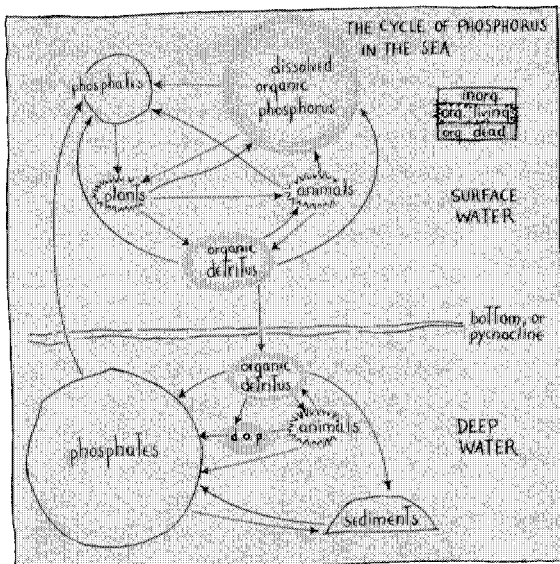 THE CYCLE OF PHOSPHORUS
IN THE SEA
phosphates
dissolved
organic
phosphorus
inorg
org living
org dead
plants
animals
SURFACE
WATER
organic
detritus
bottom, or
pycnocline
organic
detritus
d.o.p
animals
phosphates
DEEP
WATER
sediments